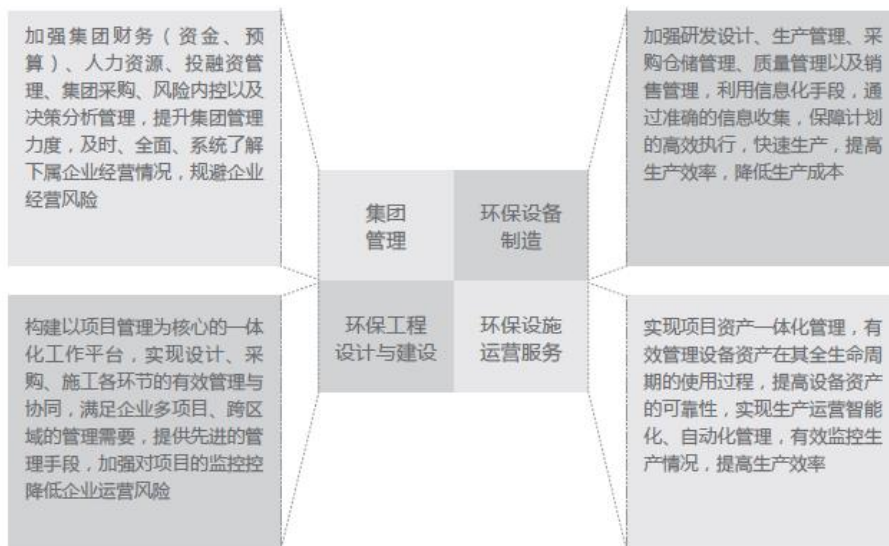 加强集团财务（资金、预
算）、人力资源、投融资管
理、集团采购、风险内控以及
决策分析管理，提升集团管理
力度，及时、全面、系统了解
下属企业经营情况，规避企业
经营风险
加强研发设计、生产管理、采
购仓储管理、质量管理以及销
售管理，利用信息化手段，通
过准确的信息收集，保障计划
的高效执行，快速生产，提高
生产效率，降低生产成本
集团
管理
环保设备
制造
环保工程
设计与建设
环保设施
运营服务
构建以项目管理为核心的一体
化工作平台，实现设计、采
购、施工各环节的有效管理与
协同，满足企业多项目、跨区
域的管理需要，提供先进的管
理手段，加强对项目的监控控
降低企业运营风险
实现项目资产一体化管理，有
效管理设备资产在其全生命周
期的使用过程，提高设备资产
的可靠性，实现生产运营智能
化、自动化管理，有效监控生
产情况，提高生产效率